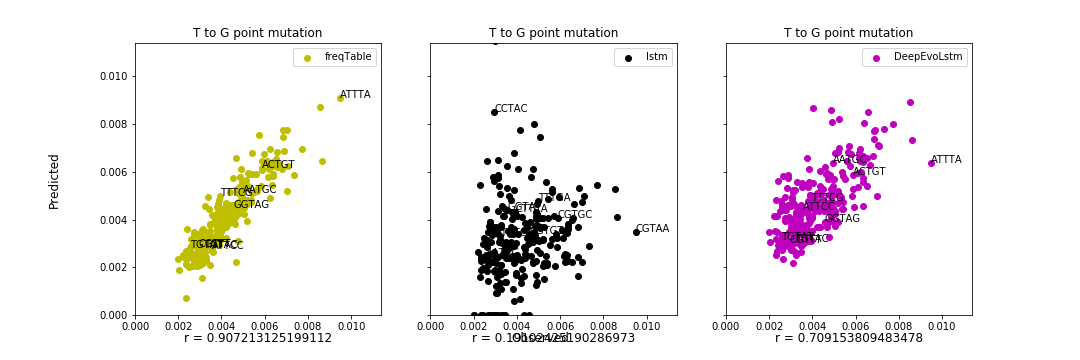 T to G point mutation
T to G point mutation
T to G point mutation
freqTable
lstm
DeepEvoLstm
Predicted
0.010
0.008
0.006
0.004
0.002
0.000
ATTTA
ACTGT
TTTCG
AATGC
GGTAG
CCTAC
CGTGC
CGTAA
ATTTA
AATGC
ACTGT
TTTCG
ATTCC
GGTAG
0.000 0.002 0.004 0.006 0.008 0.010
0.000 0.002 0.004 0.006 0.008 0.010
0.000 0.002 0.004 0.006 0.008 0.010
r = 0.907213125199112
Observed
r = 0.709153809483478